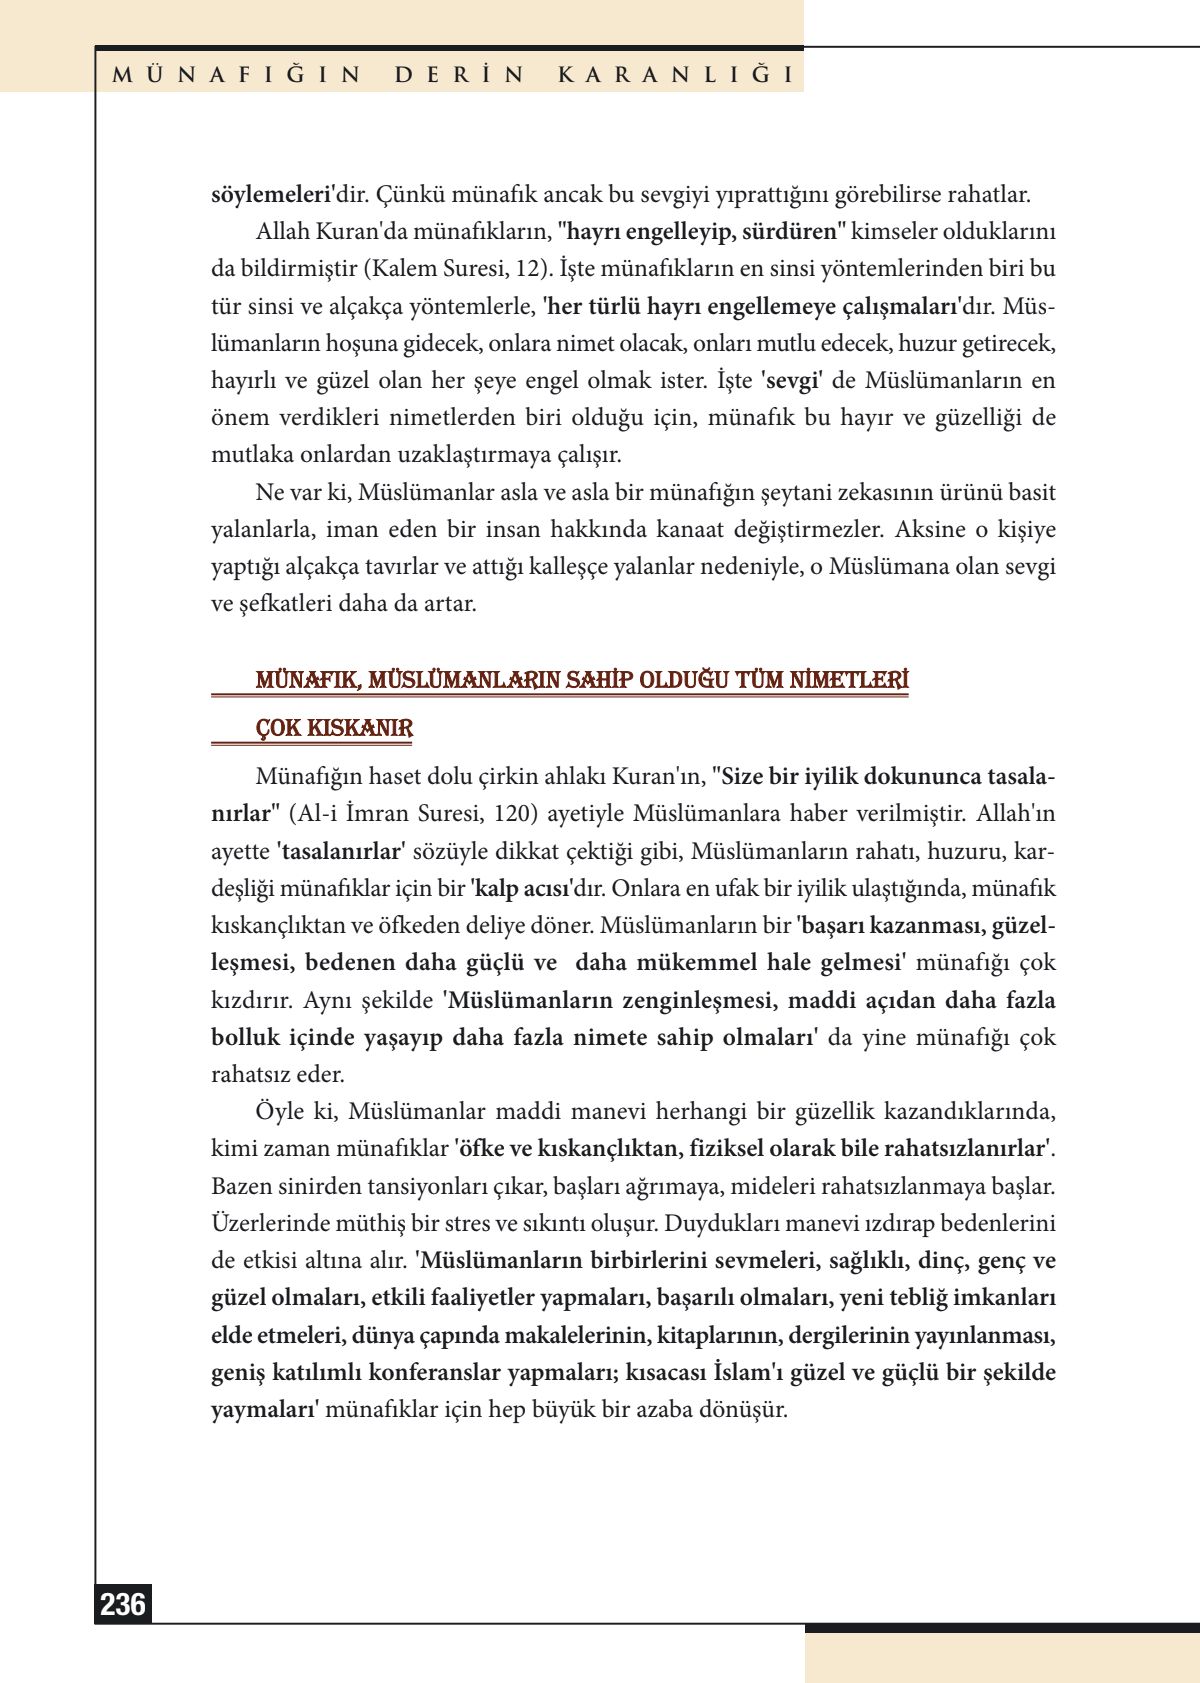 MÜNAFIĞIN DERİN KARANLIĞI
söylemeleri'dir. Çünkü münafık ancak bu sevgiyi yıprattığını görebilirse rahatlar.
Allah Kuran'da münafıkların, "hayrı engelleyip, sürdüren" kimseler olduklarını
da bildirmiştir (Kalem Suresi, 12). İşte münafıkların en sinsi yöntemlerinden biri bu
tür sinsi ve alçakça yöntemlerle, 'her türlü hayrı engellemeye çalışmaları'dır. Müs-
lümanların hoşuna gidecek, onlara nimet olacak, onları mutlu edecek, huzur getirecek,
hayırlı ve güzel olan her şeye engel olmak ister. İşte 'sevgi' de Müslümanların en
önem verdikleri nimetlerden biri olduğu için, münafık bu hayır ve güzelliği de
mutlaka onlardan uzaklaştırmaya çalışır.
Ne var ki, Müslümanlar asla ve asla bir münafığın şeytani zekasının ürünü basit
yalanlarla, iman eden bir insan hakkında kanaat değiştirmezler. Aksine o kişiye
yaptığı alçakça tavırlar ve attığı kalleşçe yalanlar nedeniyle, o Müslümana olan sevgi
ve şefkatleri daha da artar.
MÜNAFIK, MÜSLÜMANLARIN SAHİP OLDUĞU TÜM NİMETLERİ
ÇOK KISKANIR
Münafığın haset dolu çirkin ahlakı Kuran'ın, "Size bir iyilik dokununca tasala-
nırlar" (Al-i İmran Suresi, 120) ayetiyle Müslümanlara haber verilmiştir. Allah'ın
ayette 'tasalanırlar' sözüyle dikkat çektiği gibi, Müslümanların rahatı, huzuru, kar-
deşliği münafıklar için bir 'kalp acısı'dır. Onlara en ufak bir iyilik ulaştığında, münafık
kıskançlıktan ve öfkeden deliye döner. Müslümanların bir 'başarı kazanması, güzel-
leşmesi, bedenen daha güçlü ve daha mükemmel hale gelmesi' münafığı çok
kızdırır. Aynı şekilde 'Müslümanların zenginleşmesi, maddi açıdan daha fazla
bolluk içinde yaşayıp daha fazla nimete sahip olmaları' da yine münafığı çok
rahatsız eder.
Öyle ki, Müslümanlar maddi manevi herhangi bir güzellik kazandıklarında,
kimi zaman münafıklar 'öfke ve kıskançlıktan, fiziksel olarak bile rahatsızlanırlar'.
Bazen sinirden tansiyonları çıkar, başları ağrımaya, mideleri rahatsızlanmaya başlar.
Üzerlerinde müthiş bir stres ve sıkıntı oluşur. Duydukları manevi ızdırap bedenlerini
de etkisi altına alır. 'Müslümanların birbirlerini sevmeleri, sağlıklı, dinç, genç ve
güzel olmaları, etkili faaliyetler yapmaları, başarılı olmaları, yeni tebliğ imkanları
elde etmeleri, dünya çapında makalelerinin, kitaplarının, dergilerinin yayınlanması,
geniş katılımlı konferanslar yapmaları; kısacası İslam'ı güzel ve güçlü bir şekilde
yaymaları' münafıklar için hep büyük bir azaba dönüşür.
236